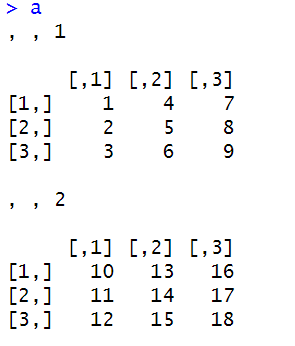 > a
, , 1
[,1] [,2] [,3]
[1,] 1 4 7
[2,] 2 5 8
[3,] 3 6 9
, , 2
[,1] [,2] [,3]
[1,] 10 13 16
[2,] 11 14 17
[3,] 12 15 18